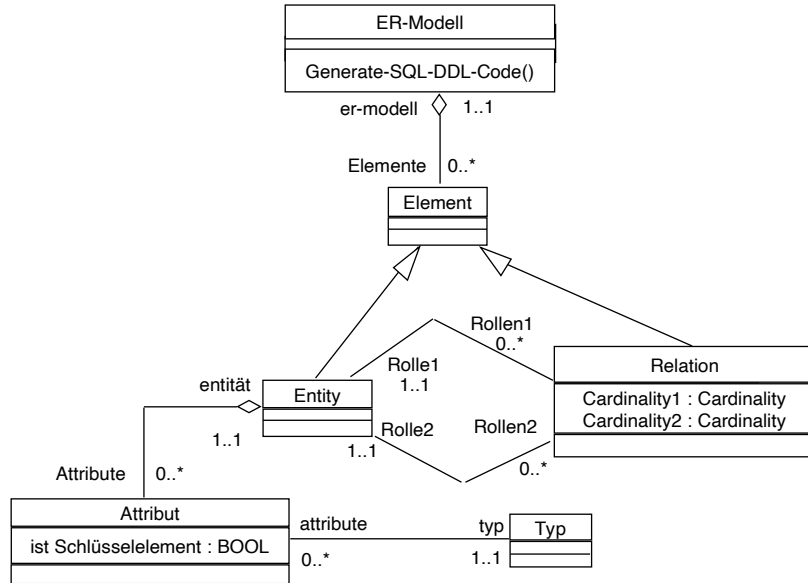 ER-Modell
Generate-SQL-DDL-Code()
er-modell
1..1
Elemente
0..*
Element
Rollen1
0..*
Rolle1
1..1
Relation
Cardinality1 : Cardinality
Cardinality2 : Cardinality
entität
Entity
1..1
Rolle2
1..1
Rollen2
0..*
Attribute
0..*
Attribut
ist Schlüsselelement : BOOL
attribute
0..*
typ
1..1
Typ